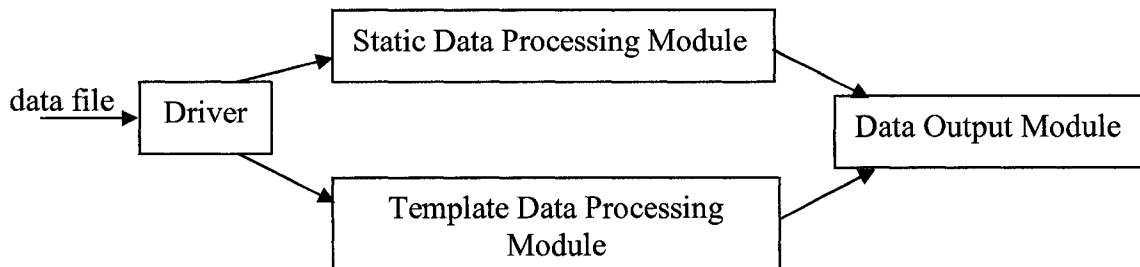 Static Data Processing Module
data file
Driver
Data Output Module
Template Data Processing
Module